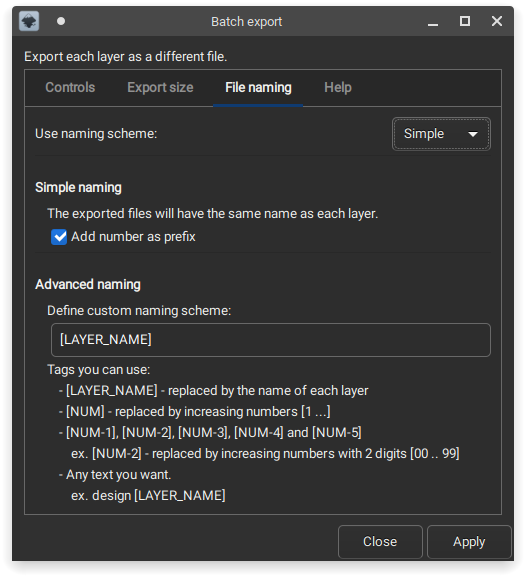 Batch export
Export each layer as a different file.
Controls Export size File naming Help
Use naming scheme: Simple
Simple naming
The exported files will have the same name as each layer.
Add number as prefix
Advanced naming
Define custom naming scheme:
[LAYER_NAME]
Tags you can use:
- [LAYER_NAME] - replaced by the name of each layer
- [NUM] - replaced by increasing numbers [1 ...]
- [NUM-1], [NUM-2], [NUM-3], [NUM-4] and [NUM-5]
ex. [NUM-2] - replaced by increasing numbers with 2 digits [00 .. 99]
- Any text you want.
ex. design [LAYER_NAME]
Close Apply